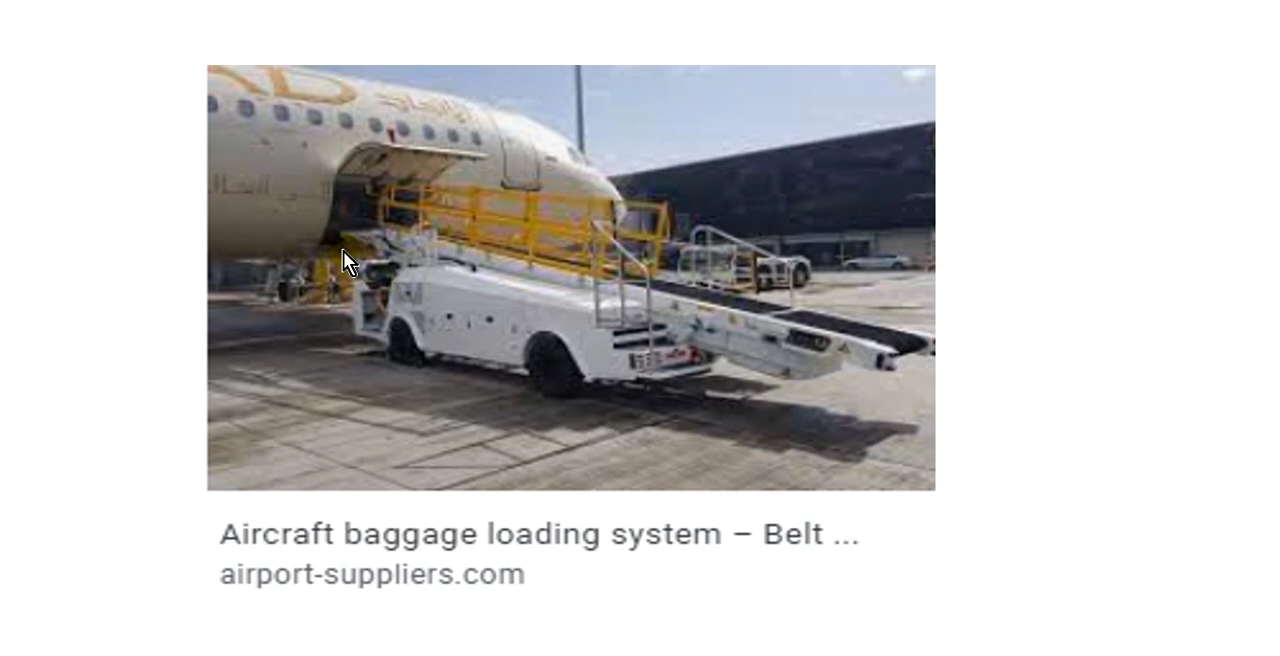 Aircraft baggage loading system – Belt ...
airport-suppliers.com